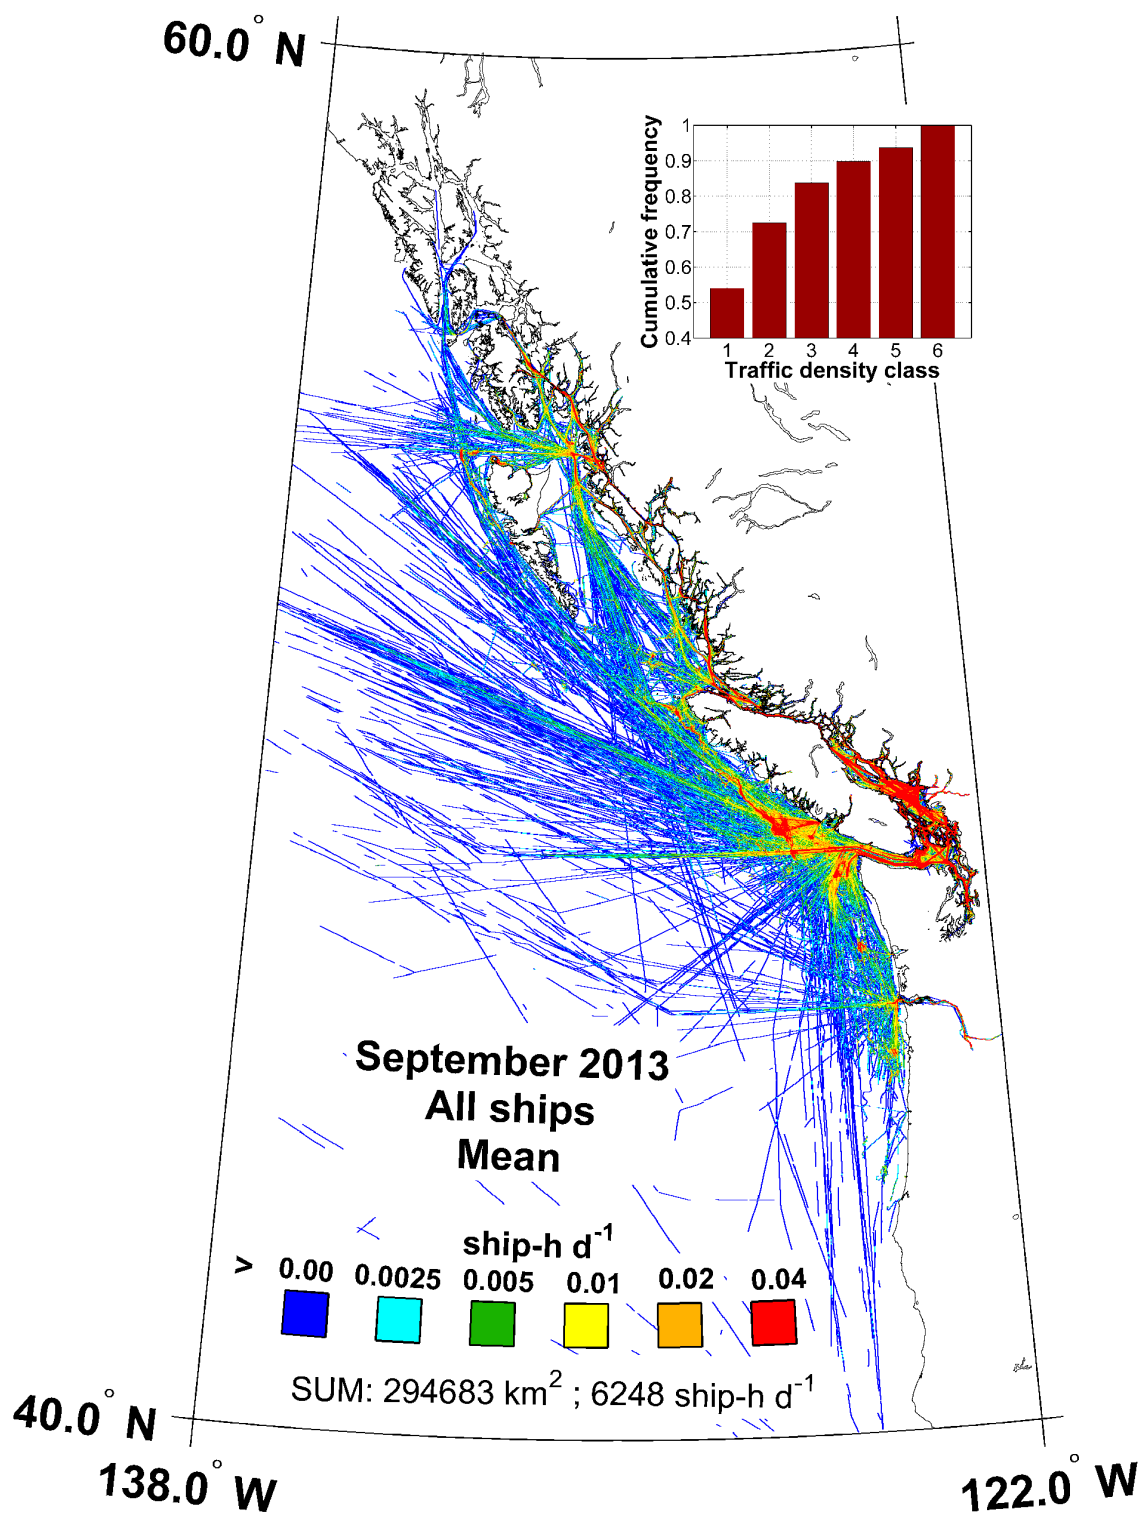 60.0° N
1
0.9
0.8
0.7
0.6
0.5
0.4
Cumulative frequency
1 2 3 4 5 6
Traffic density class
September 2013
All ships
Mean
ship-h d⁻¹
> 0.00 0.0025 0.005 0.01 0.02 0.04
SUM: 294683 km² ; 6248 ship-h d⁻¹
40.0° N
138.0° W
122.0° W